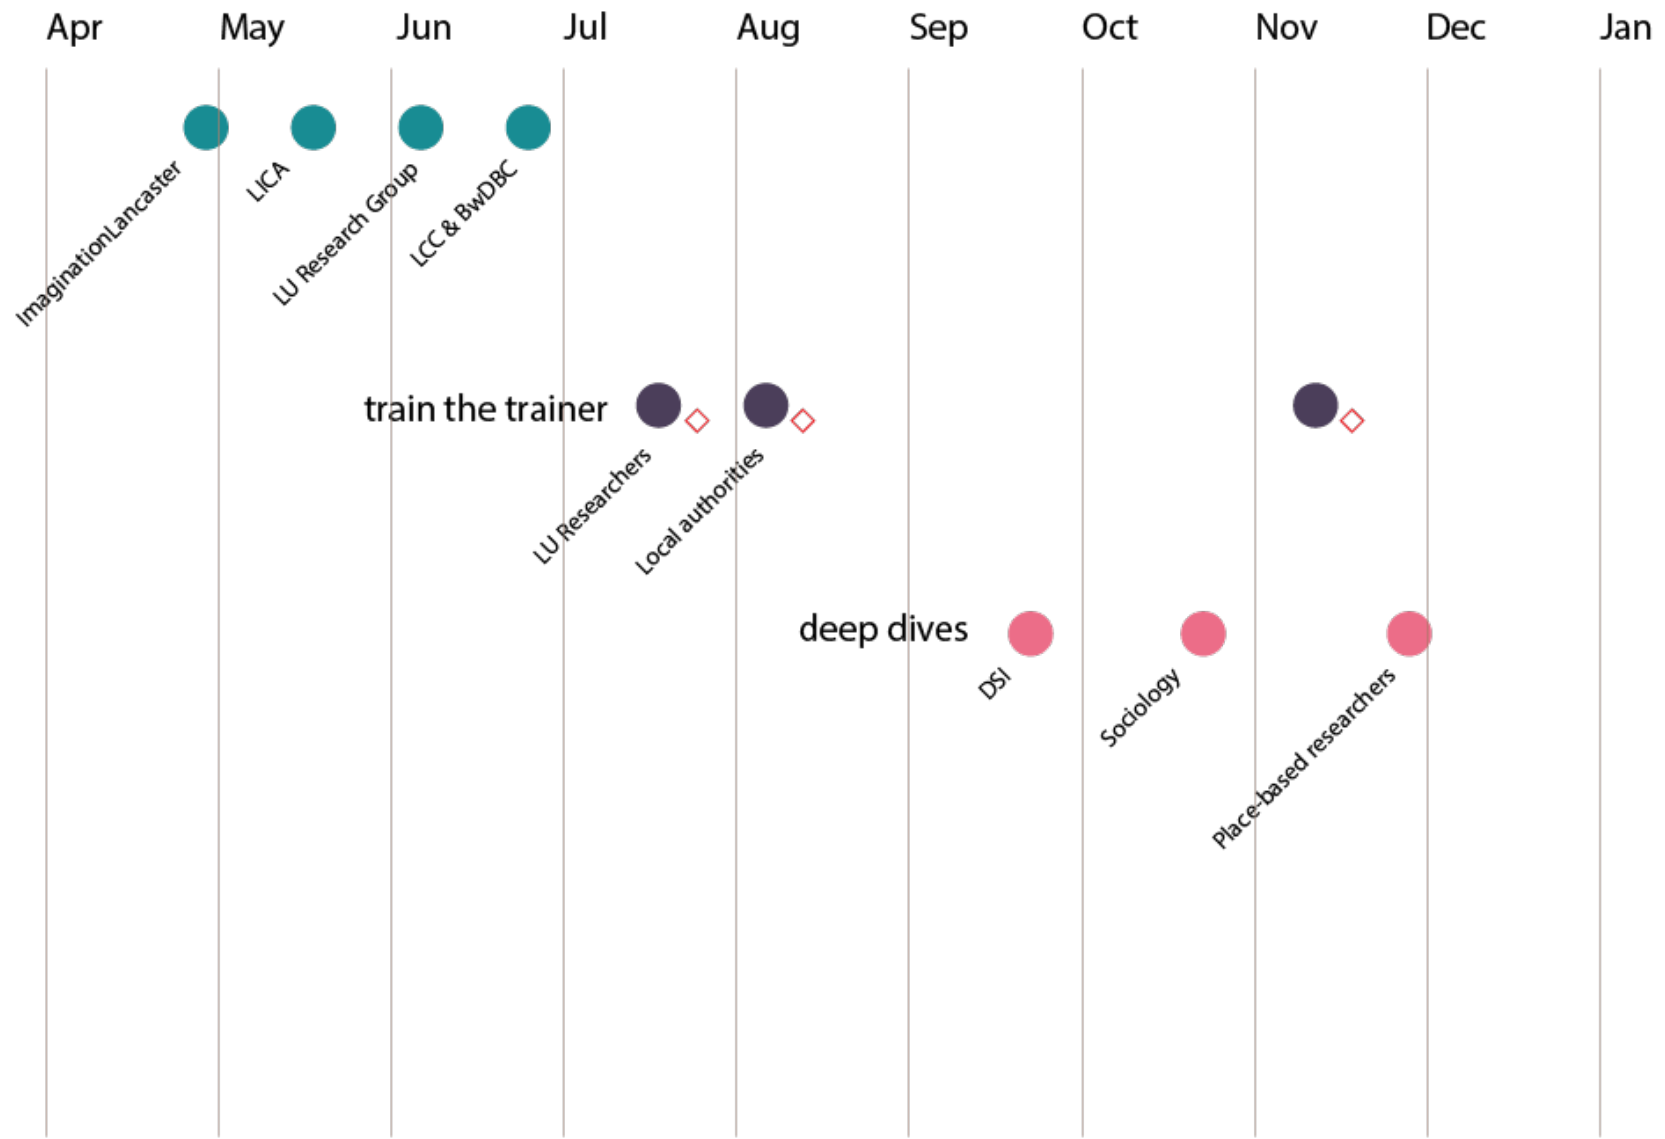 Apr May Jun Jul Aug Sep Oct Nov Dec Jan
ImaginationLancaster
LICA
LU Research Group
LCC & BwDBC
train the trainer
LU Researchers
Local authorities
deep dives
DSI
Sociology
Place-based researchers